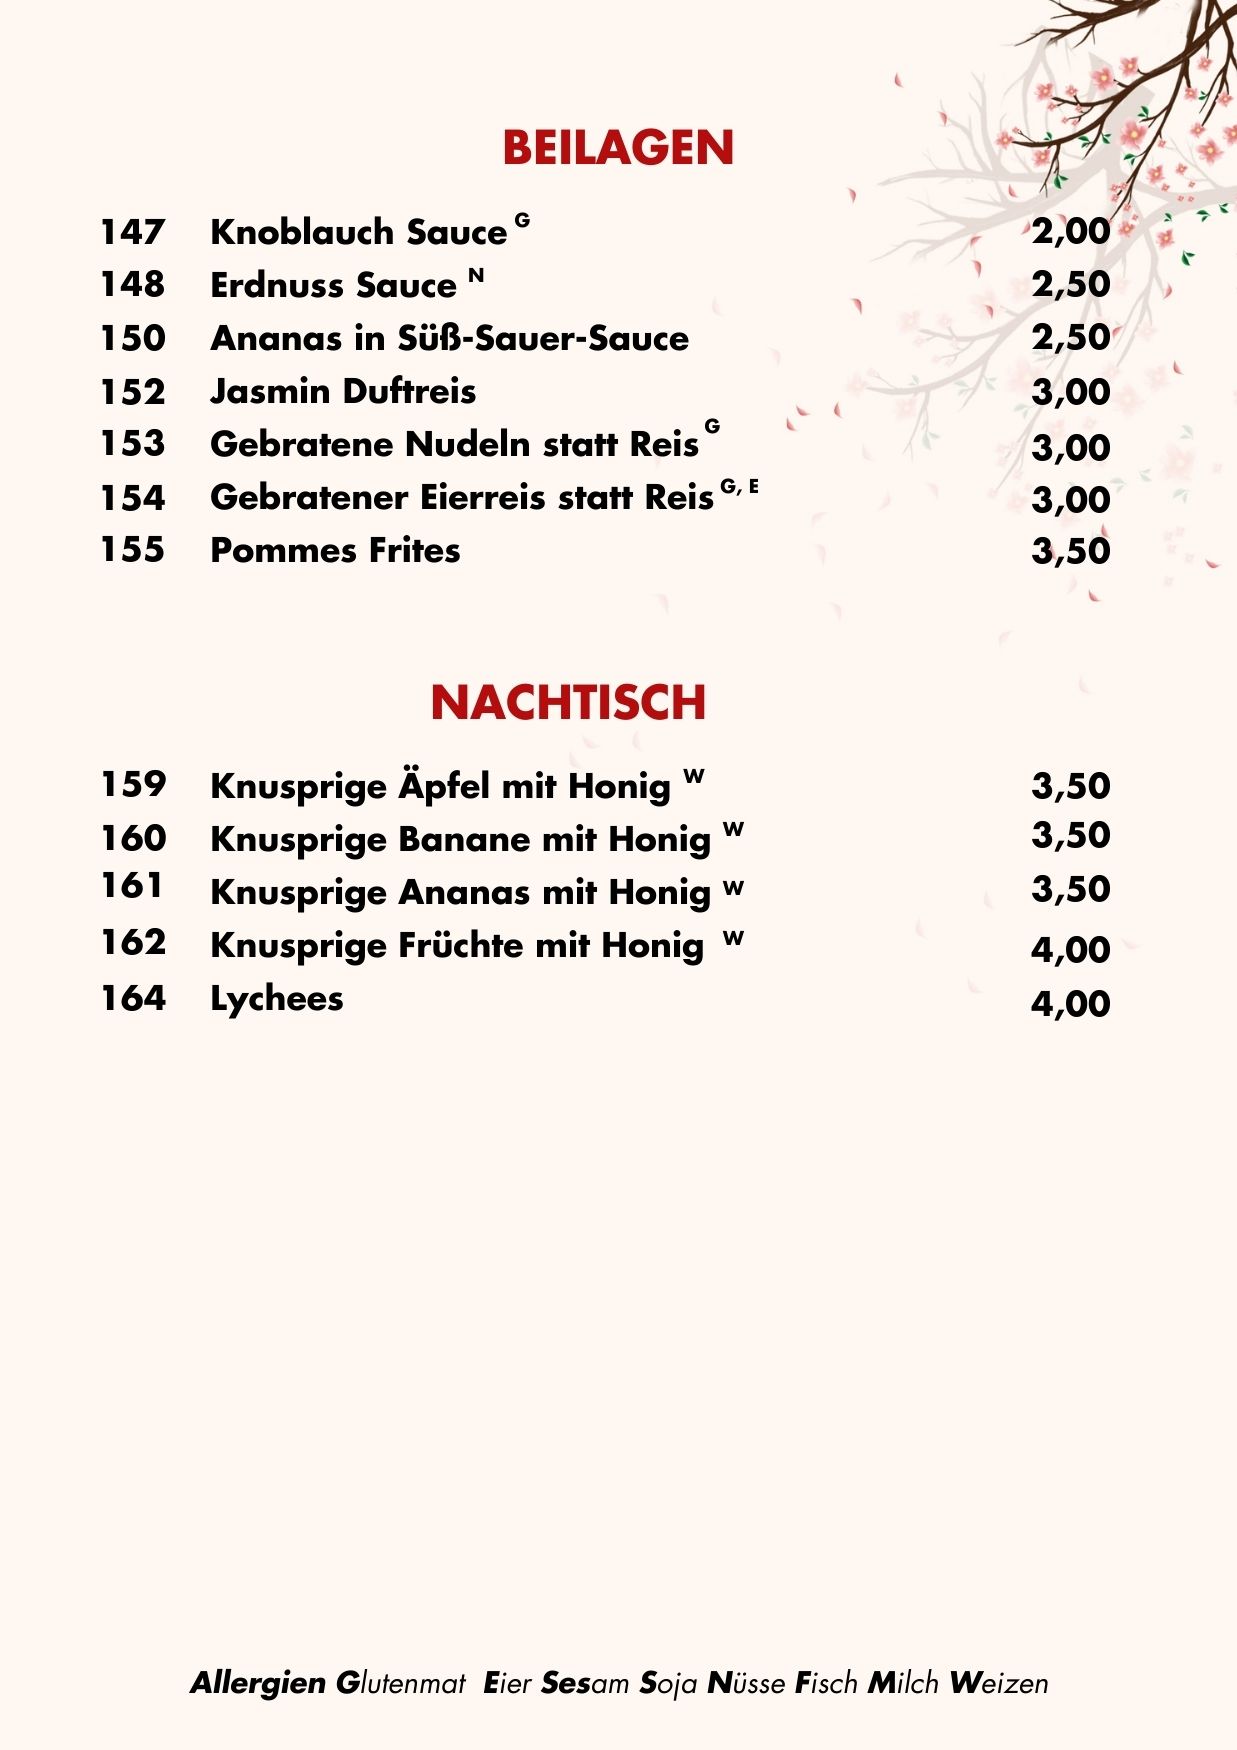 BEILAGEN
147 Knoblauch Sauce G 2,00
148 Erdnuss Sauce N 2,50
150 Ananas in Süß-Sauer-Sauce 2,50
152 Jasmin Duftreis 3,00
153 Gebratene Nudeln statt Reis G 3,00
154 Gebratener Eierreis statt Reis G, E 3,00
155 Pommes Frites 3,50
NACHTISCH
159 Knusprige Äpfel mit Honig W 3,50
160 Knusprige Banane mit Honig W 3,50
161 Knusprige Ananas mit Honig W 3,50
162 Knusprige Früchte mit Honig W 4,00
164 Lychees 4,00
Allergien Glutenmat Eier Sesam Soja Nüsse Fisch Milch Weizen